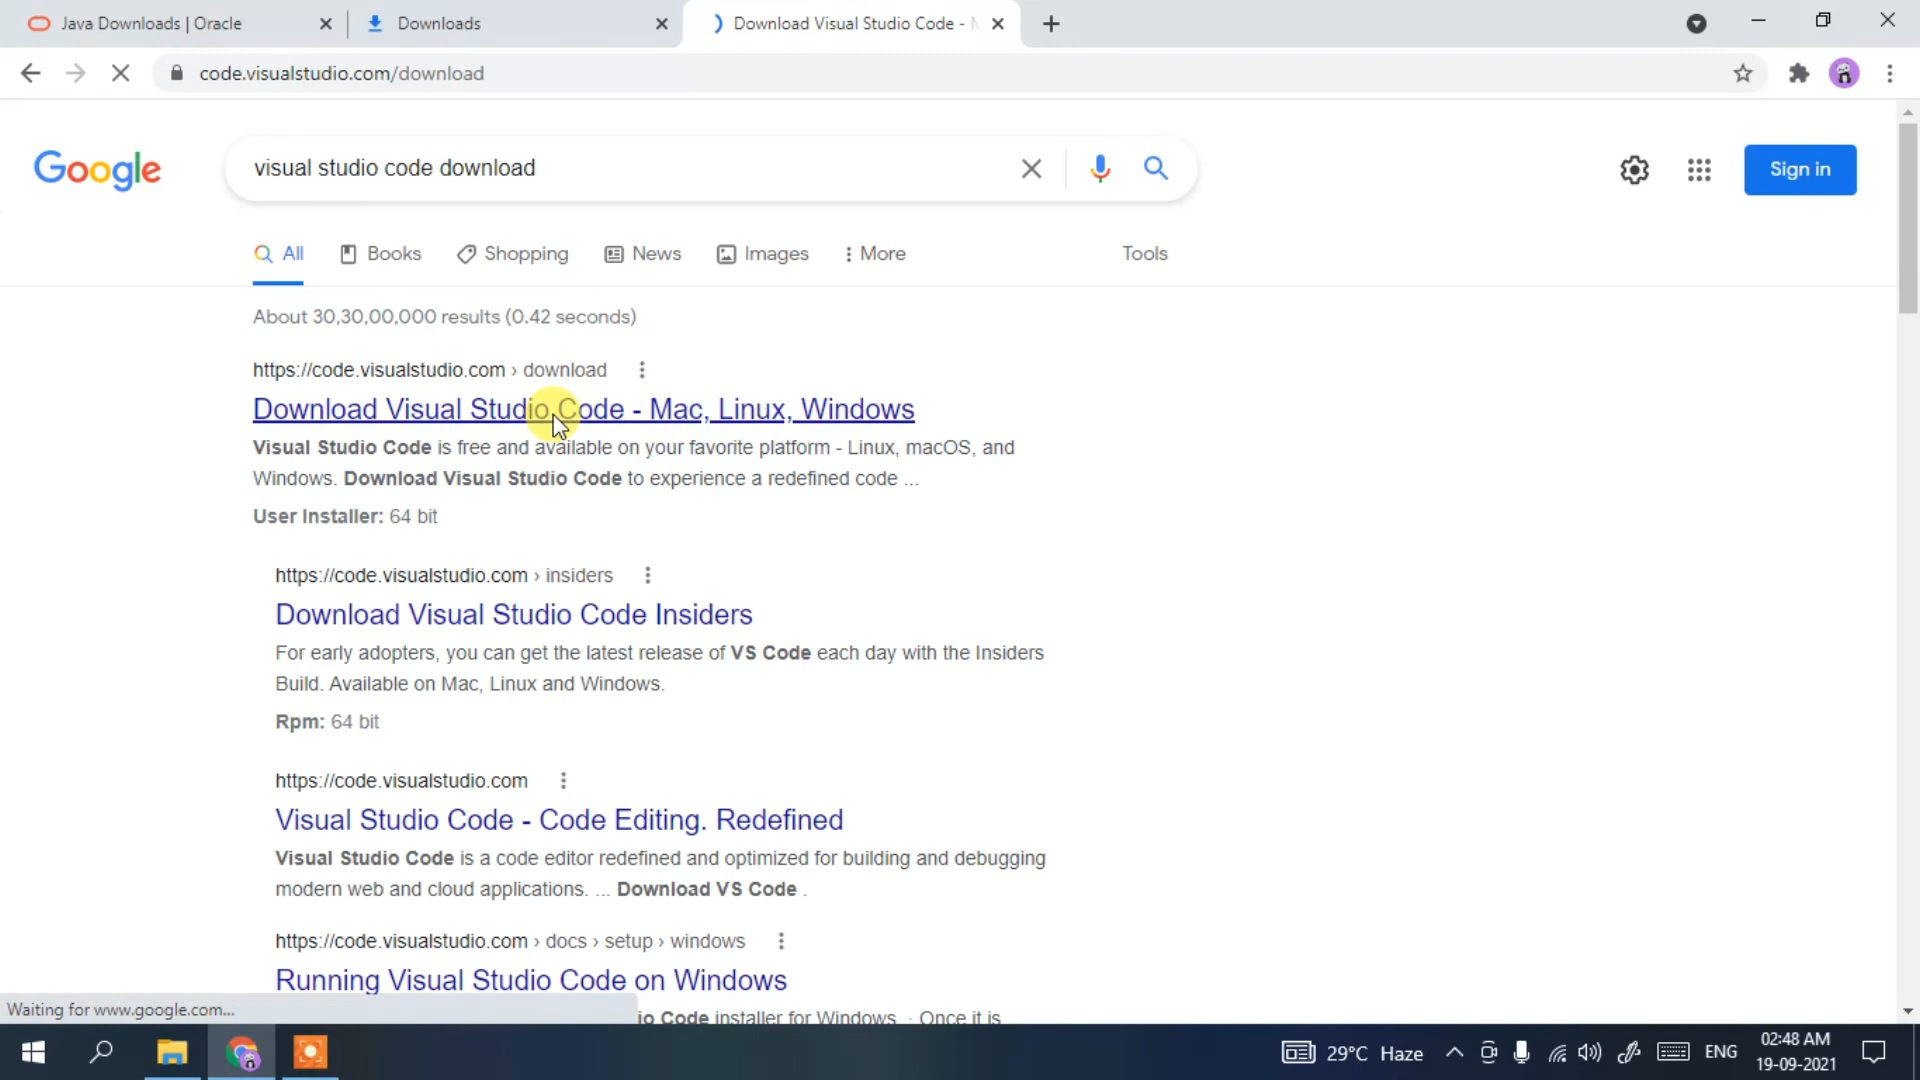 Java Downloads | Oracle
Downloads
Download Visual Studio Code -
code.visualstudio.com/download
Google
visual studio code download
Sign in
All
Books
Shopping
News
Images
More
Tools
About 30,30,00,000 results (0.42 seconds)
https://code.visualstudio.com › download
Download Visual Studio Code - Mac, Linux, Windows
Visual Studio Code is free and available on your favorite platform - Linux, macOS, and
Windows. Download Visual Studio Code to experience a redefined code ...
User Installer: 64 bit
https://code.visualstudio.com › insiders
Download Visual Studio Code Insiders
For early adopters, you can get the latest release of VS Code each day with the Insiders
Build. Available on Mac, Linux and Windows.
Rpm: 64 bit
https://code.visualstudio.com
Visual Studio Code - Code Editing. Redefined
Visual Studio Code is a code editor redefined and optimized for building and debugging
modern web and cloud applications. ... Download VS Code .
https://code.visualstudio.com › docs › setup › windows
Running Visual Studio Code on Windows
Waiting for www.google.com...
io Code installer for Windows. · Once it is
29°C Haze
ENG
02:48 AM
19-09-2021